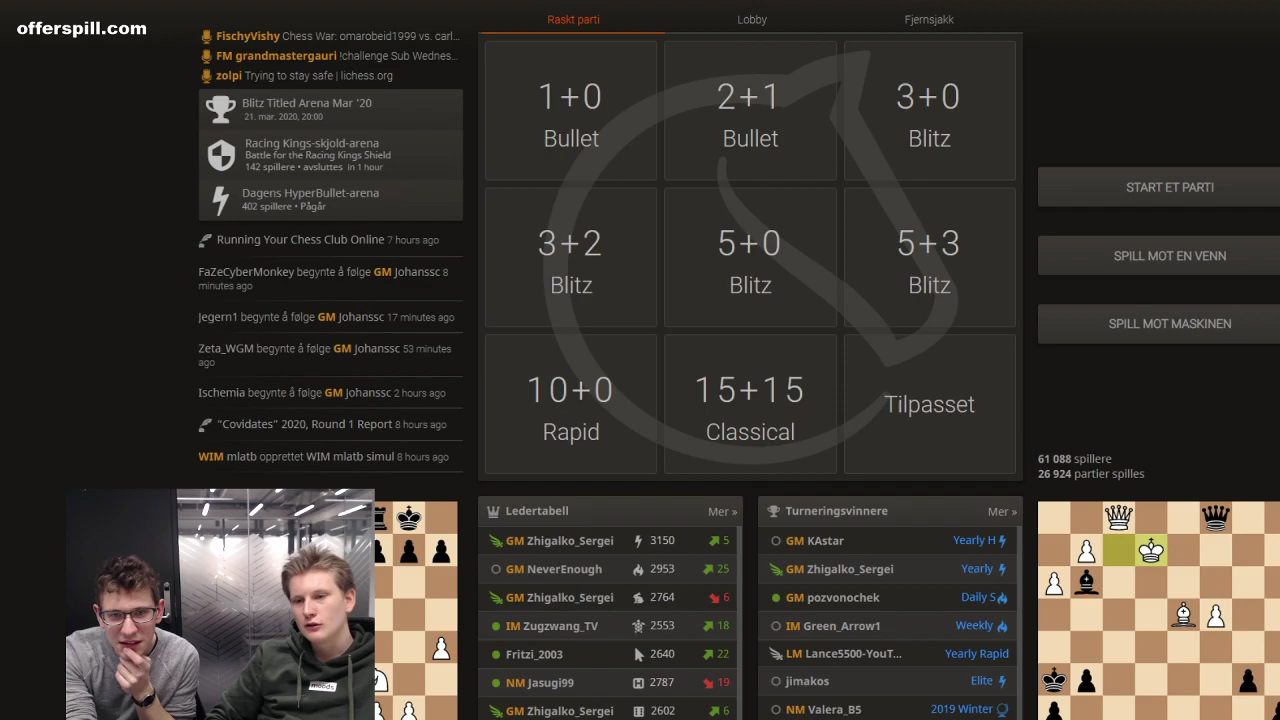 offerspill.com
FischyVishy Chess War: omarobeid1999 vs. carl...
FM grandmastergauri !challenge Sub Wednes...
zolpi Trying to stay safe | lichess.org
Blitz Titled Arena Mar '20
21. mar. 2020, 20:00
Racing Kings-skjold-arena
Battle for the Racing Kings Shield
142 spillere • avsluttes in 1 hour
Dagens HyperBullet-arena
402 spillere • Pågår
Running Your Chess Club Online 7 hours ago
FaZeCyberMonkey begynte å følge GM Johanssc 8
minutes ago
Jegern1 begynte å følge GM Johanssc 17 minutes ago
Zeta_WGM begynte å følge GM Johanssc 53 minutes
ago
Ischemia begynte å følge GM Johanssc 2 hours ago
"Covidates" 2020, Round 1 Report 8 hours ago
WIM mlatb opprettet WIM mlatb simul 8 hours ago
Raskt parti Lobby Fjernsjakk
1+0 2+1 3+0
Bullet Bullet Blitz
3+2 5+0 5+3
Blitz Blitz Blitz
10+0 15+15 Tilpasset
Rapid Classical
START ET PARTI
SPILL MOT EN VENN
SPILL MOT MASKINEN
61 088 spillere
26 924 partier spilles
Ledertabell Mer »
GM Zhigalko_Sergei 3150 5
GM NeverEnough 2953 25
GM Zhigalko_Sergei 2764 6
IM Zugzwang_TV 2553 18
Fritzi_2003 2640 22
NM Jasugi99 2787 19
GM Zhigalko_Sergei 2602 6
Turneringsvinnere Mer »
GM KAstar Yearly H
GM Zhigalko_Sergei Yearly
GM pozvonochek Daily S
IM Green_Arrow1 Weekly
LM Lance5500-YouT... Yearly Rapid
jimakos Elite
NM Valera_B5 2019 Winter
moods